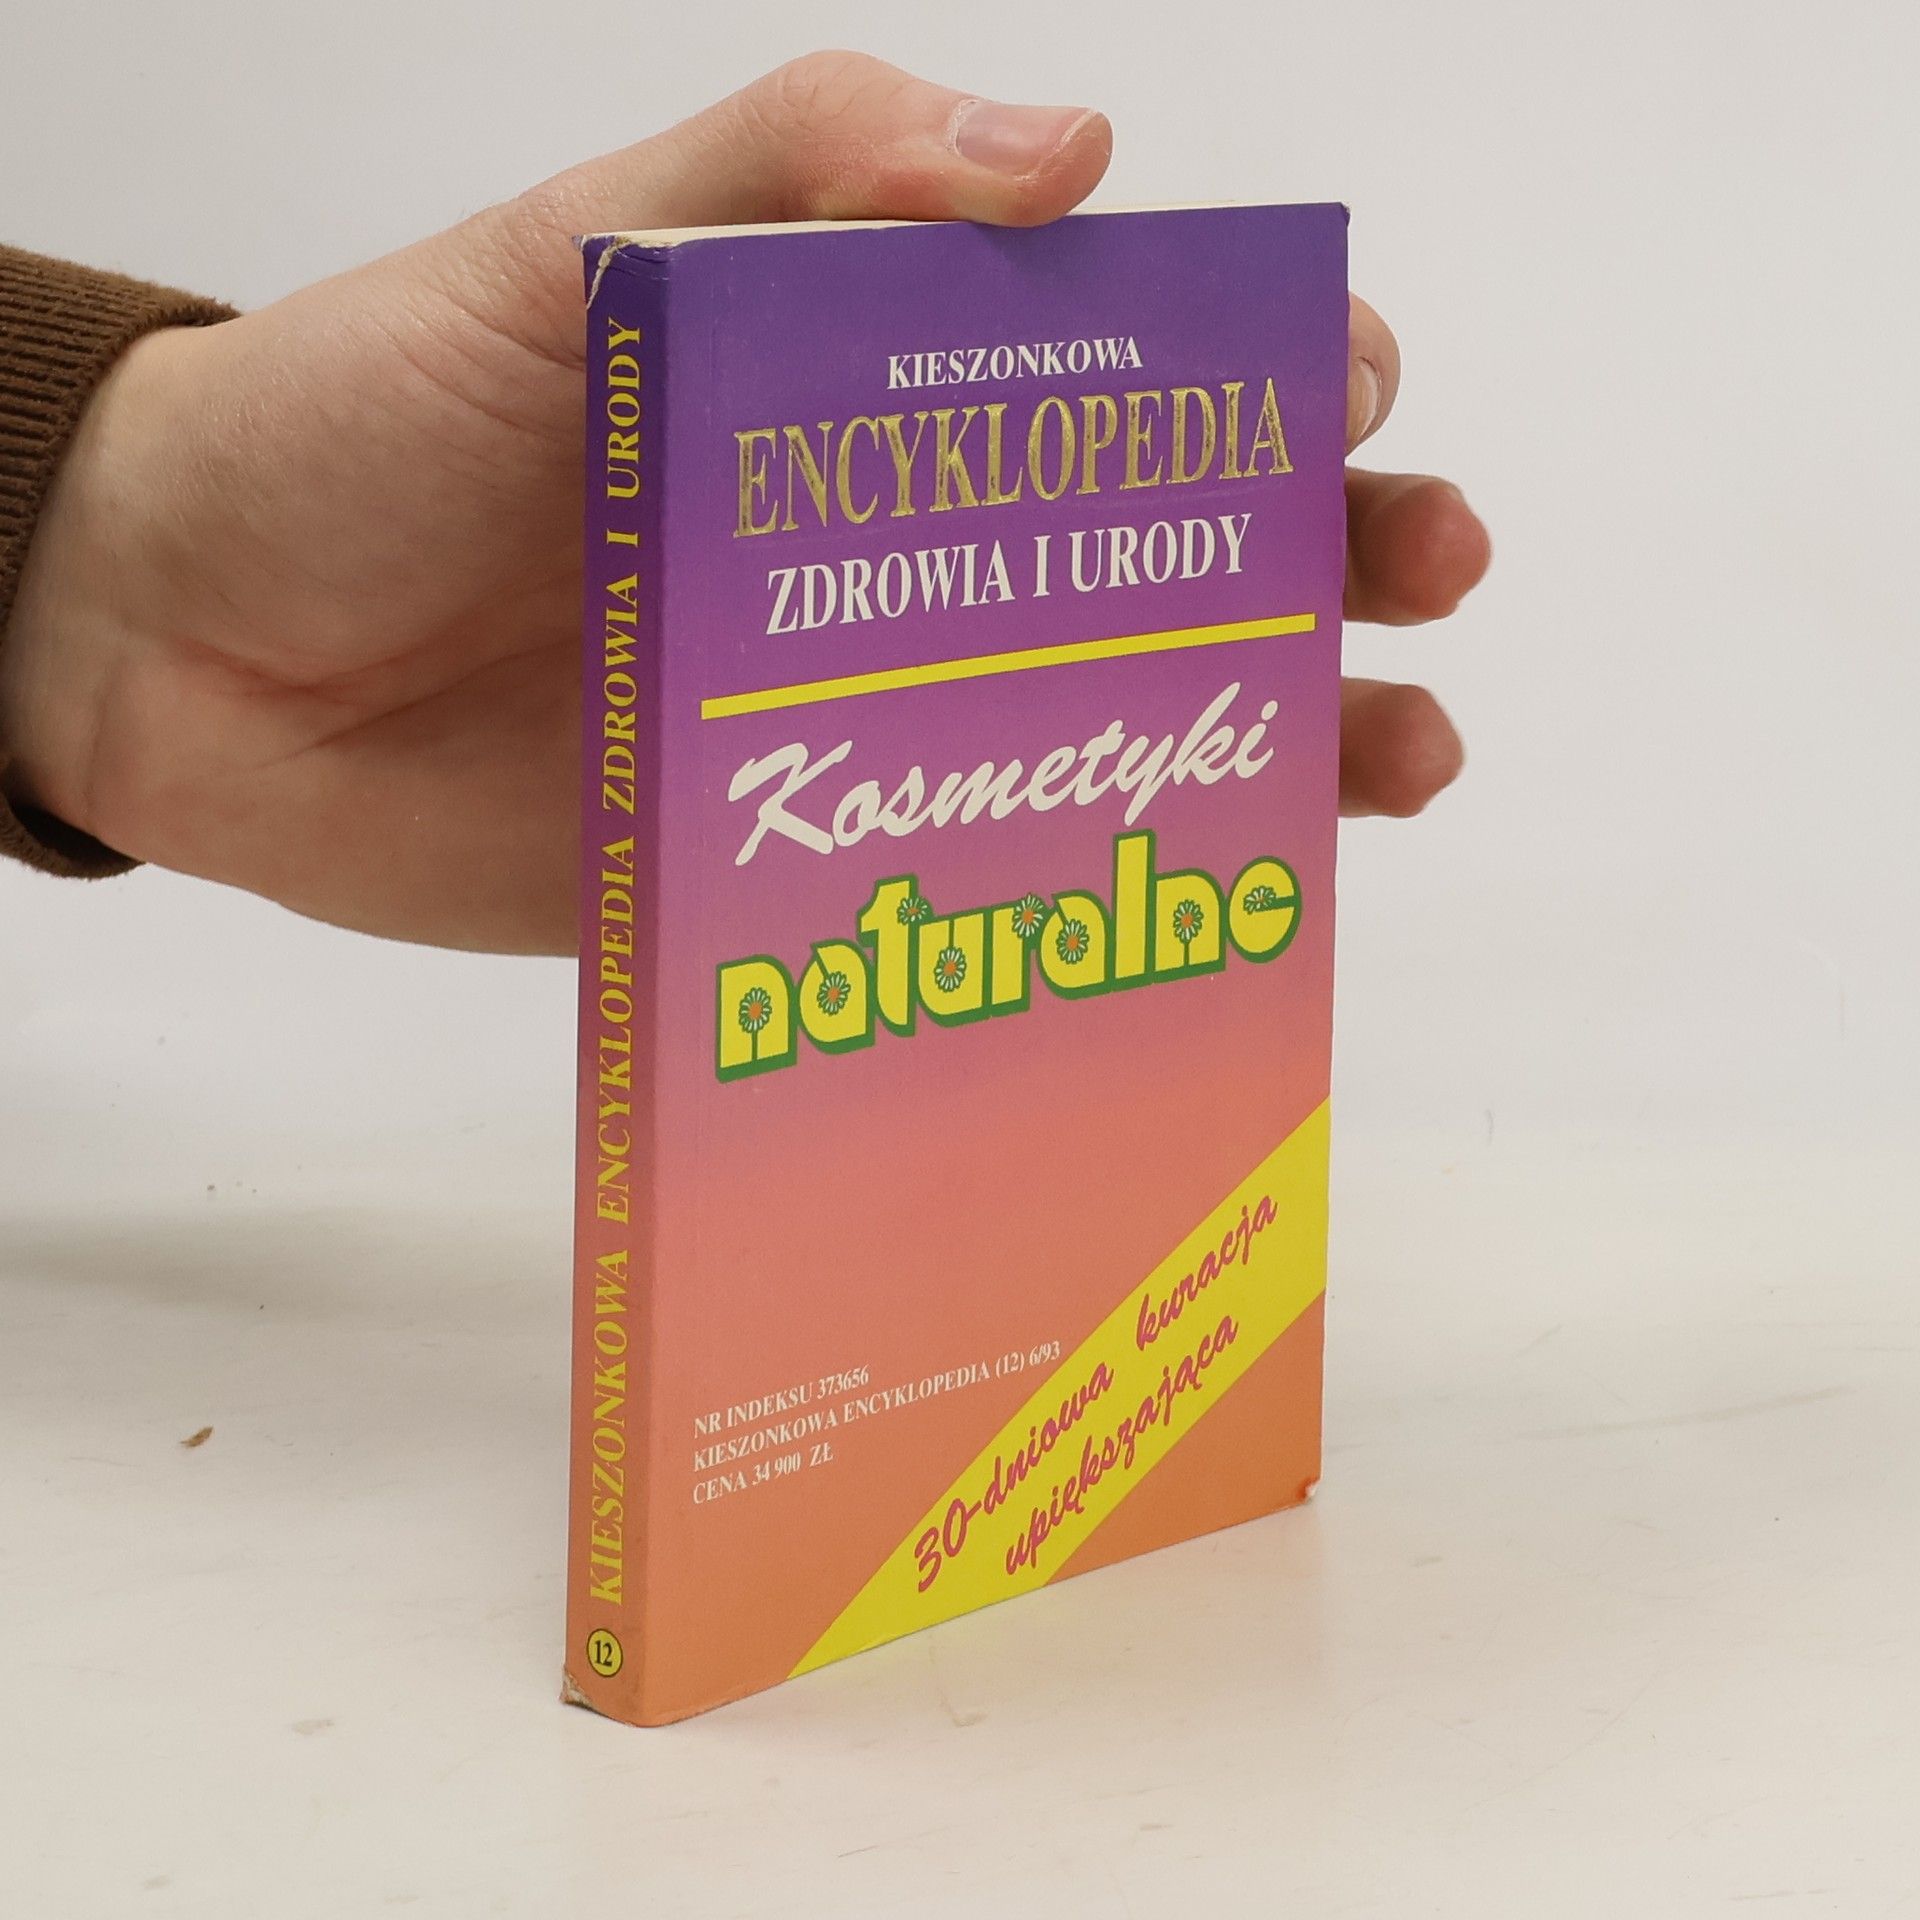 KIESZONKOWA ENCYKLOPEDIA ZDROWIA I URODY
12
KIESZONKOWA
ENCYKLOPEDIA
ZDROWIA I URODY
Kosmetyki
naturalne
NR INDEKSU 373656
KIESZONKOWA ENCYKLOPEDIA (12) 6/93
CENA 34 900 ZŁ
30-dniowa kuracja
upiększająca